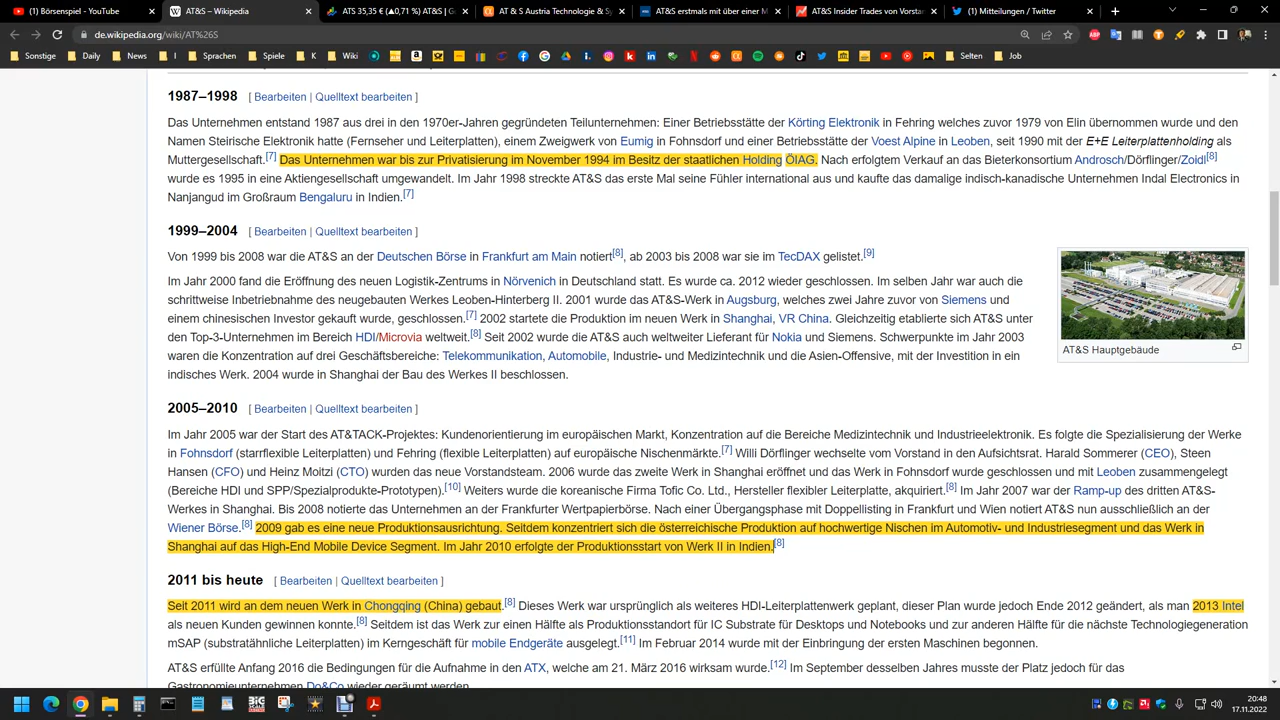 (1) Börsenspiel - YouTube
AT&S – Wikipedia
ATS 35,35 € (▲0,71 %) AT&S | G
AT & S Austria Technologie & Sy
AT&S erstmals mit über einer M
AT&S Insider Trades von Vorsta
(1) Mitteilungen / Twitter
de.wikipedia.org/wiki/AT%26S
Sonstige Daily News I Sprachen Spiele K Wiki Selten Job
1987–1998 [ Bearbeiten | Quelltext bearbeiten ]
Das Unternehmen entstand 1987 aus drei in den 1970er-Jahren gegründeten Teilunternehmen: Einer Betriebsstätte der Körting Elektronik in Fehring welches zuvor 1979 von Elin übernommen wurde und den
Namen Steirische Elektronik hatte (Fernseher und Leiterplatten), einem Zweigwerk von Eumig in Fohnsdorf und einer Betriebsstätte der Voest Alpine in Leoben, seit 1990 mit der E+E Leiterplattenholding als
Muttergesellschaft.[7] Das Unternehmen war bis zur Privatisierung im November 1994 im Besitz der staatlichen Holding ÖIAG. Nach erfolgtem Verkauf an das Bieterkonsortium Androsch/Dörflinger/Zoidl[8]
wurde es 1995 in eine Aktiengesellschaft umgewandelt. Im Jahr 1998 streckte AT&S das erste Mal seine Fühler international aus und kaufte das damalige indisch-kanadische Unternehmen Indal Electronics in
Nanjangud im Großraum Bengaluru in Indien.[7]
1999–2004 [ Bearbeiten | Quelltext bearbeiten ]
Von 1999 bis 2008 war die AT&S an der Deutschen Börse in Frankfurt am Main notiert[8], ab 2003 bis 2008 war sie im TecDAX gelistet.[9]
Im Jahr 2000 fand die Eröffnung des neuen Logistik-Zentrums in Nörvenich in Deutschland statt. Es wurde ca. 2012 wieder geschlossen. Im selben Jahr war auch die
schrittweise Inbetriebnahme des neugebauten Werkes Leoben-Hinterberg II. 2001 wurde das AT&S-Werk in Augsburg, welches zwei Jahre zuvor von Siemens und
einem chinesischen Investor gekauft wurde, geschlossen.[7] 2002 startete die Produktion im neuen Werk in Shanghai, VR China. Gleichzeitig etablierte sich AT&S unter
den Top-3-Unternehmen im Bereich HDI/Microvia weltweit.[8] Seit 2002 wurde die AT&S auch weltweiter Lieferant für Nokia und Siemens. Schwerpunkte im Jahr 2003
waren die Konzentration auf drei Geschäftsbereiche: Telekommunikation, Automobile, Industrie- und Medizintechnik und die Asien-Offensive, mit der Investition in ein
indisches Werk. 2004 wurde in Shanghai der Bau des Werkes II beschlossen.
AT&S Hauptgebäude
2005–2010 [ Bearbeiten | Quelltext bearbeiten ]
Im Jahr 2005 war der Start des AT&TACK-Projektes: Kundenorientierung im europäischen Markt, Konzentration auf die Bereiche Medizintechnik und Industrieelektronik. Es folgte die Spezialisierung der Werke
in Fohnsdorf (starrflexible Leiterplatten) und Fehring (flexible Leiterplatten) auf europäische Nischenmärkte.[7] Willi Dörflinger wechselte vom Vorstand in den Aufsichtsrat. Harald Sommerer (CEO), Steen
Hansen (CFO) und Heinz Moitzi (CTO) wurden das neue Vorstandsteam. 2006 wurde das zweite Werk in Shanghai eröffnet und das Werk in Fohnsdorf wurde geschlossen und mit Leoben zusammengelegt
(Bereiche HDI und SPP/Spezialprodukte-Prototypen).[10] Weiters wurde die koreanische Firma Tofic Co. Ltd., Hersteller flexibler Leiterplatte, akquiriert.[8] Im Jahr 2007 war der Ramp-up des dritten AT&S-
Werkes in Shanghai. Bis 2008 notierte das Unternehmen an der Frankfurter Wertpapierbörse. Nach einer Übergangsphase mit Doppellisting in Frankfurt und Wien notiert AT&S nun ausschließlich an der
Wiener Börse.[8] 2009 gab es eine neue Produktionsausrichtung. Seitdem konzentriert sich die österreichische Produktion auf hochwertige Nischen im Automotiv- und Industriesegment und das Werk in
Shanghai auf das High-End Mobile Device Segment. Im Jahr 2010 erfolgte der Produktionsstart von Werk II in Indien.[8]
2011 bis heute [ Bearbeiten | Quelltext bearbeiten ]
Seit 2011 wird an dem neuen Werk in Chongqing (China) gebaut.[8] Dieses Werk war ursprünglich als weiteres HDI-Leiterplattenwerk geplant, dieser Plan wurde jedoch Ende 2012 geändert, als man 2013 Intel
als neuen Kunden gewinnen konnte.[8] Seitdem ist das Werk zur einen Hälfte als Produktionsstandort für IC Substrate für Desktops und Notebooks und zur anderen Hälfte für die nächste Technologiegeneration
mSAP (substratähnliche Leiterplatten) im Kerngeschäft für mobile Endgeräte ausgelegt.[11] Im Februar 2014 wurde mit der Einbringung der ersten Maschinen begonnen.
AT&S erfüllte Anfang 2016 die Bedingungen für die Aufnahme in den ATX, welche am 21. März 2016 wirksam wurde.[12] Im September desselben Jahres musste der Platz jedoch für das
Gastronomieunternehmen Do&Co wieder geräumt werden.
20:48
17.11.2022